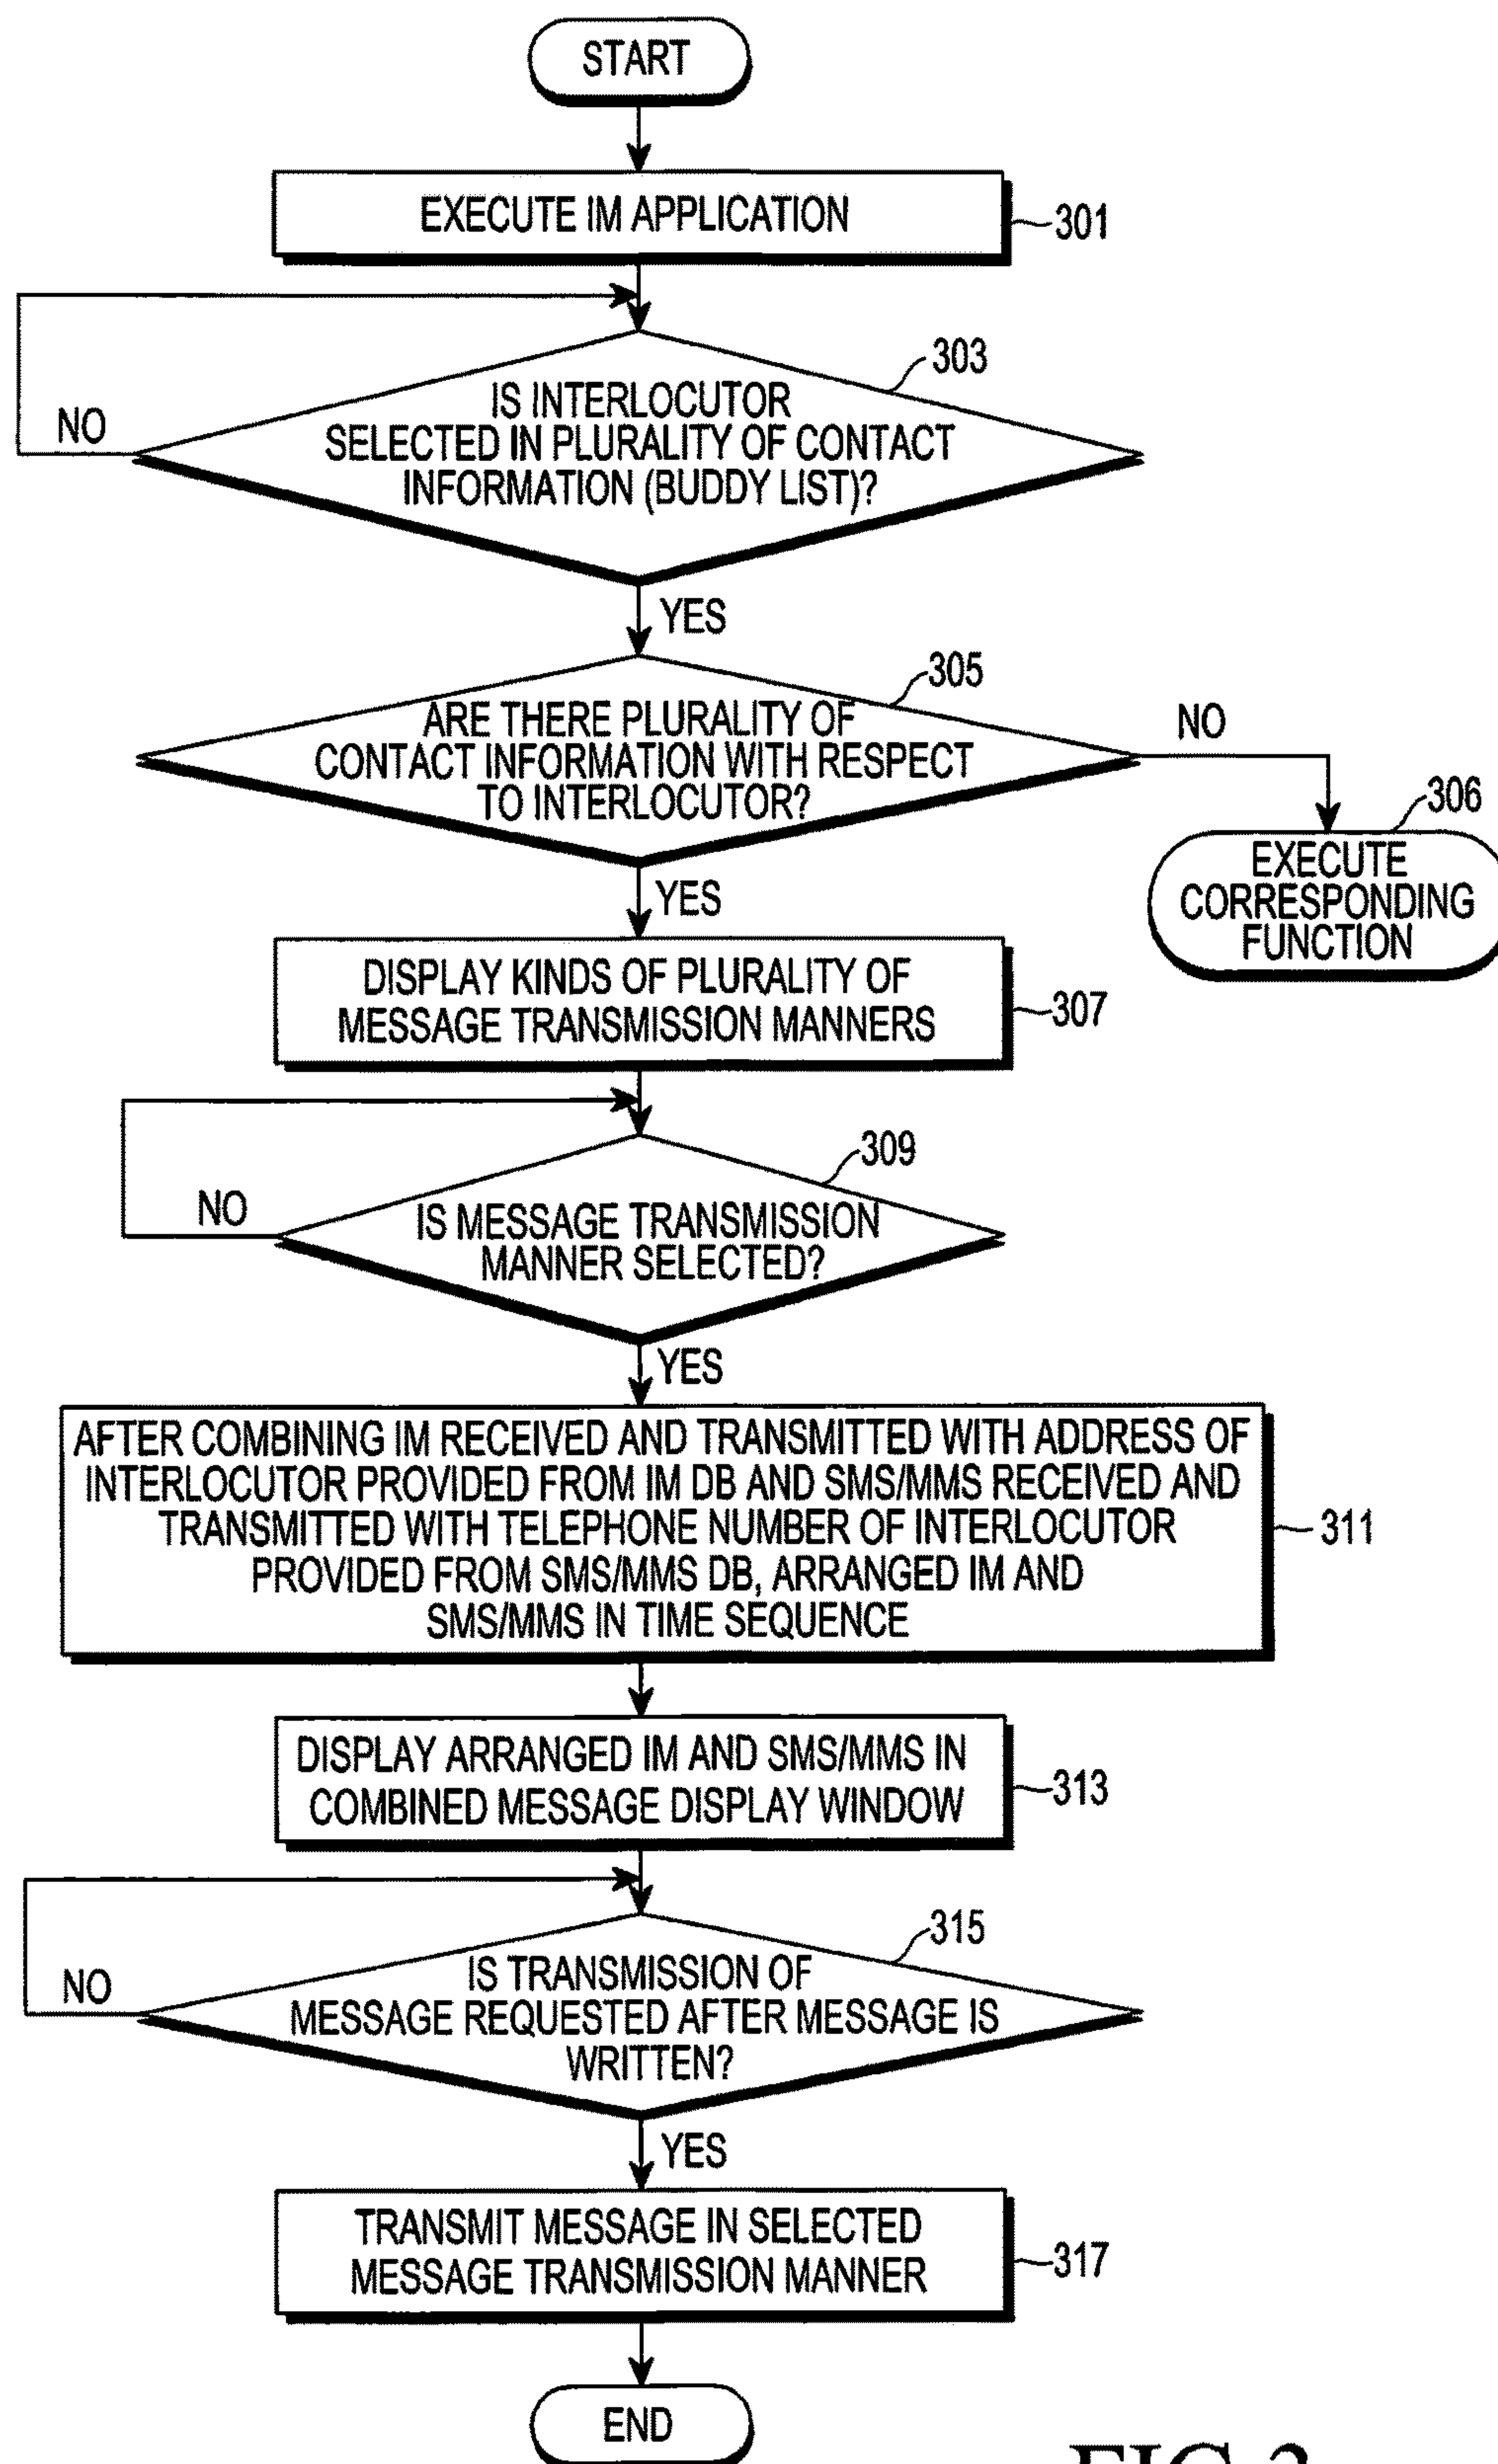 START
EXECUTE IM APPLICATION
301
303
IS INTERLOCUTOR
SELECTED IN PLURALITY OF CONTACT
INFORMATION (BUDDY LIST)?
NO
YES
305
ARE THERE PLURALITY OF
CONTACT INFORMATION WITH RESPECT
TO INTERLOCUTOR?
NO
306
EXECUTE
CORRESPONDING
FUNCTION
YES
DISPLAY KINDS OF PLURALITY OF
MESSAGE TRANSMISSION MANNERS
307
309
IS MESSAGE TRANSMISSION
MANNER SELECTED?
NO
YES
AFTER COMBINING IM RECEIVED AND TRANSMITTED WITH ADDRESS OF
INTERLOCUTOR PROVIDED FROM IM DB AND SMS/MMS RECEIVED AND
TRANSMITTED WITH TELEPHONE NUMBER OF INTERLOCUTOR
PROVIDED FROM SMS/MMS DB, ARRANGED IM AND
SMS/MMS IN TIME SEQUENCE
311
DISPLAY ARRANGED IM AND SMS/MMS IN
COMBINED MESSAGE DISPLAY WINDOW
313
315
IS TRANSMISSION OF
MESSAGE REQUESTED AFTER MESSAGE IS
WRITTEN?
NO
YES
TRANSMIT MESSAGE IN SELECTED
MESSAGE TRANSMISSION MANNER
317
END